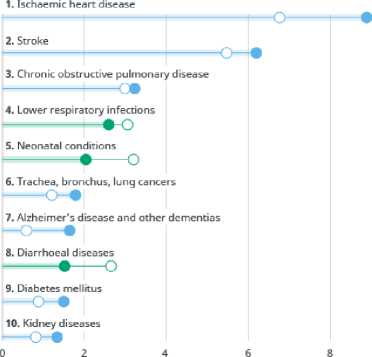 1. Ischaemic heart disease
2. Stroke
3. Chronic obstructive pulmonary disease
4. Lower respiratory infections
5. Neonatal conditions
6. Trachea, bronchus, lung cancers
7. Alzheimer's disease and other dementias
8. Diarrhoeal diseases
9. Diabetes mellitus
10. Kidney diseases
0 2 4 6 8